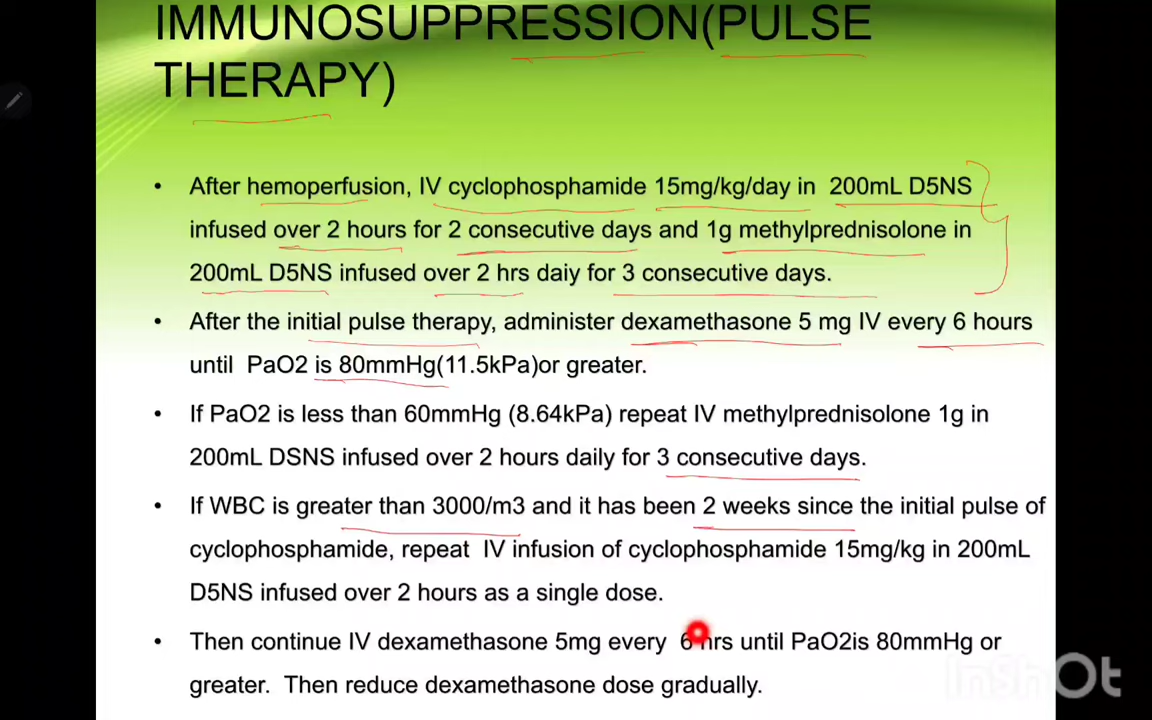 IMMUNOSUPPRESSION(PULSE
THERAPY)
• After hemoperfusion, IV cyclophosphamide 15mg/kg/day in 200mL D5NS
infused over 2 hours for 2 consecutive days and 1g methylprednisolone in
200mL D5NS infused over 2 hrs daiy for 3 consecutive days.
• After the initial pulse therapy, administer dexamethasone 5 mg IV every 6 hours
until PaO2 is 80mmHg(11.5kPa)or greater.
• If PaO2 is less than 60mmHg (8.64kPa) repeat IV methylprednisolone 1g in
200mL DSNS infused over 2 hours daily for 3 consecutive days.
• If WBC is greater than 3000/m3 and it has been 2 weeks since the initial pulse of
cyclophosphamide, repeat IV infusion of cyclophosphamide 15mg/kg in 200mL
D5NS infused over 2 hours as a single dose.
• Then continue IV dexamethasone 5mg every 6 hrs until PaO2is 80mmHg or
greater. Then reduce dexamethasone dose gradually.
InShOt